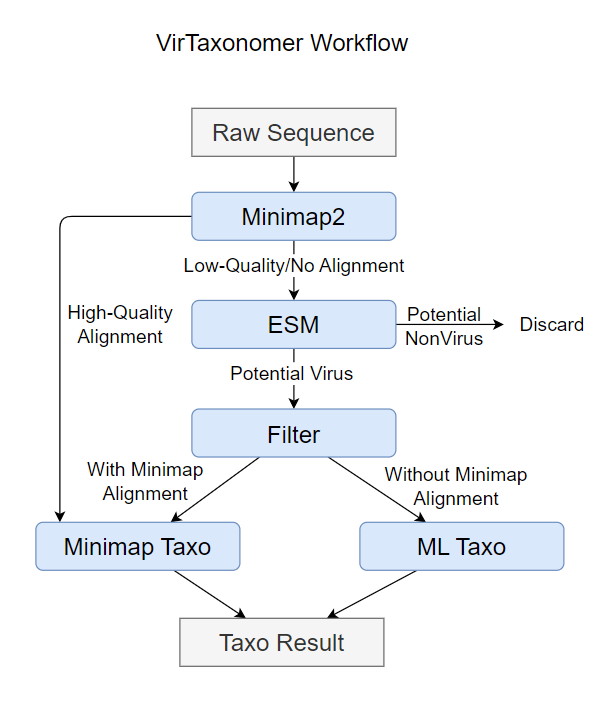 VirTaxonomer Workflow
Raw Sequence
Minimap2
Low-Quality/No Alignment
High-Quality
Alignment
ESM
Potential
NonVirus
Discard
Potential Virus
Filter
With Minimap
Alignment
Without Minimap
Alignment
Minimap Taxo
ML Taxo
Taxo Result